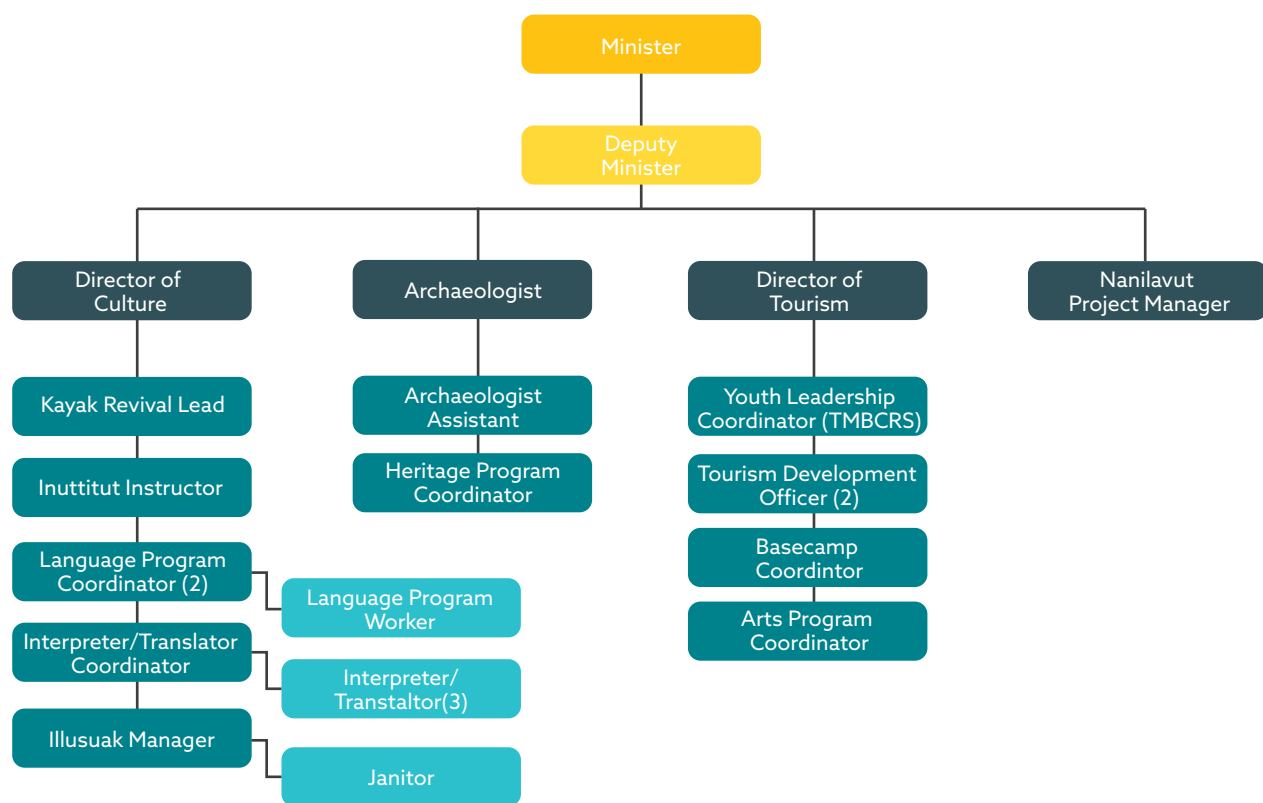 Minister
Deputy
Minister
Director of
Culture
Archaeologist
Director of
Tourism
Nanilavut
Project Manager
Kayak Revival Lead
Inuttitut Instructor
Language Program
Coordinator (2)
Language Program
Worker
Interpreter/Translator
Coordinator
Interpreter/
Transtaltor(3)
Illusuak Manager
Janitor
Archaeologist
Assistant
Heritage Program
Coordinator
Youth Leadership
Coordinator (TMBCRS)
Tourism Development
Officer (2)
Basecamp
Coordintor
Arts Program
Coordinator